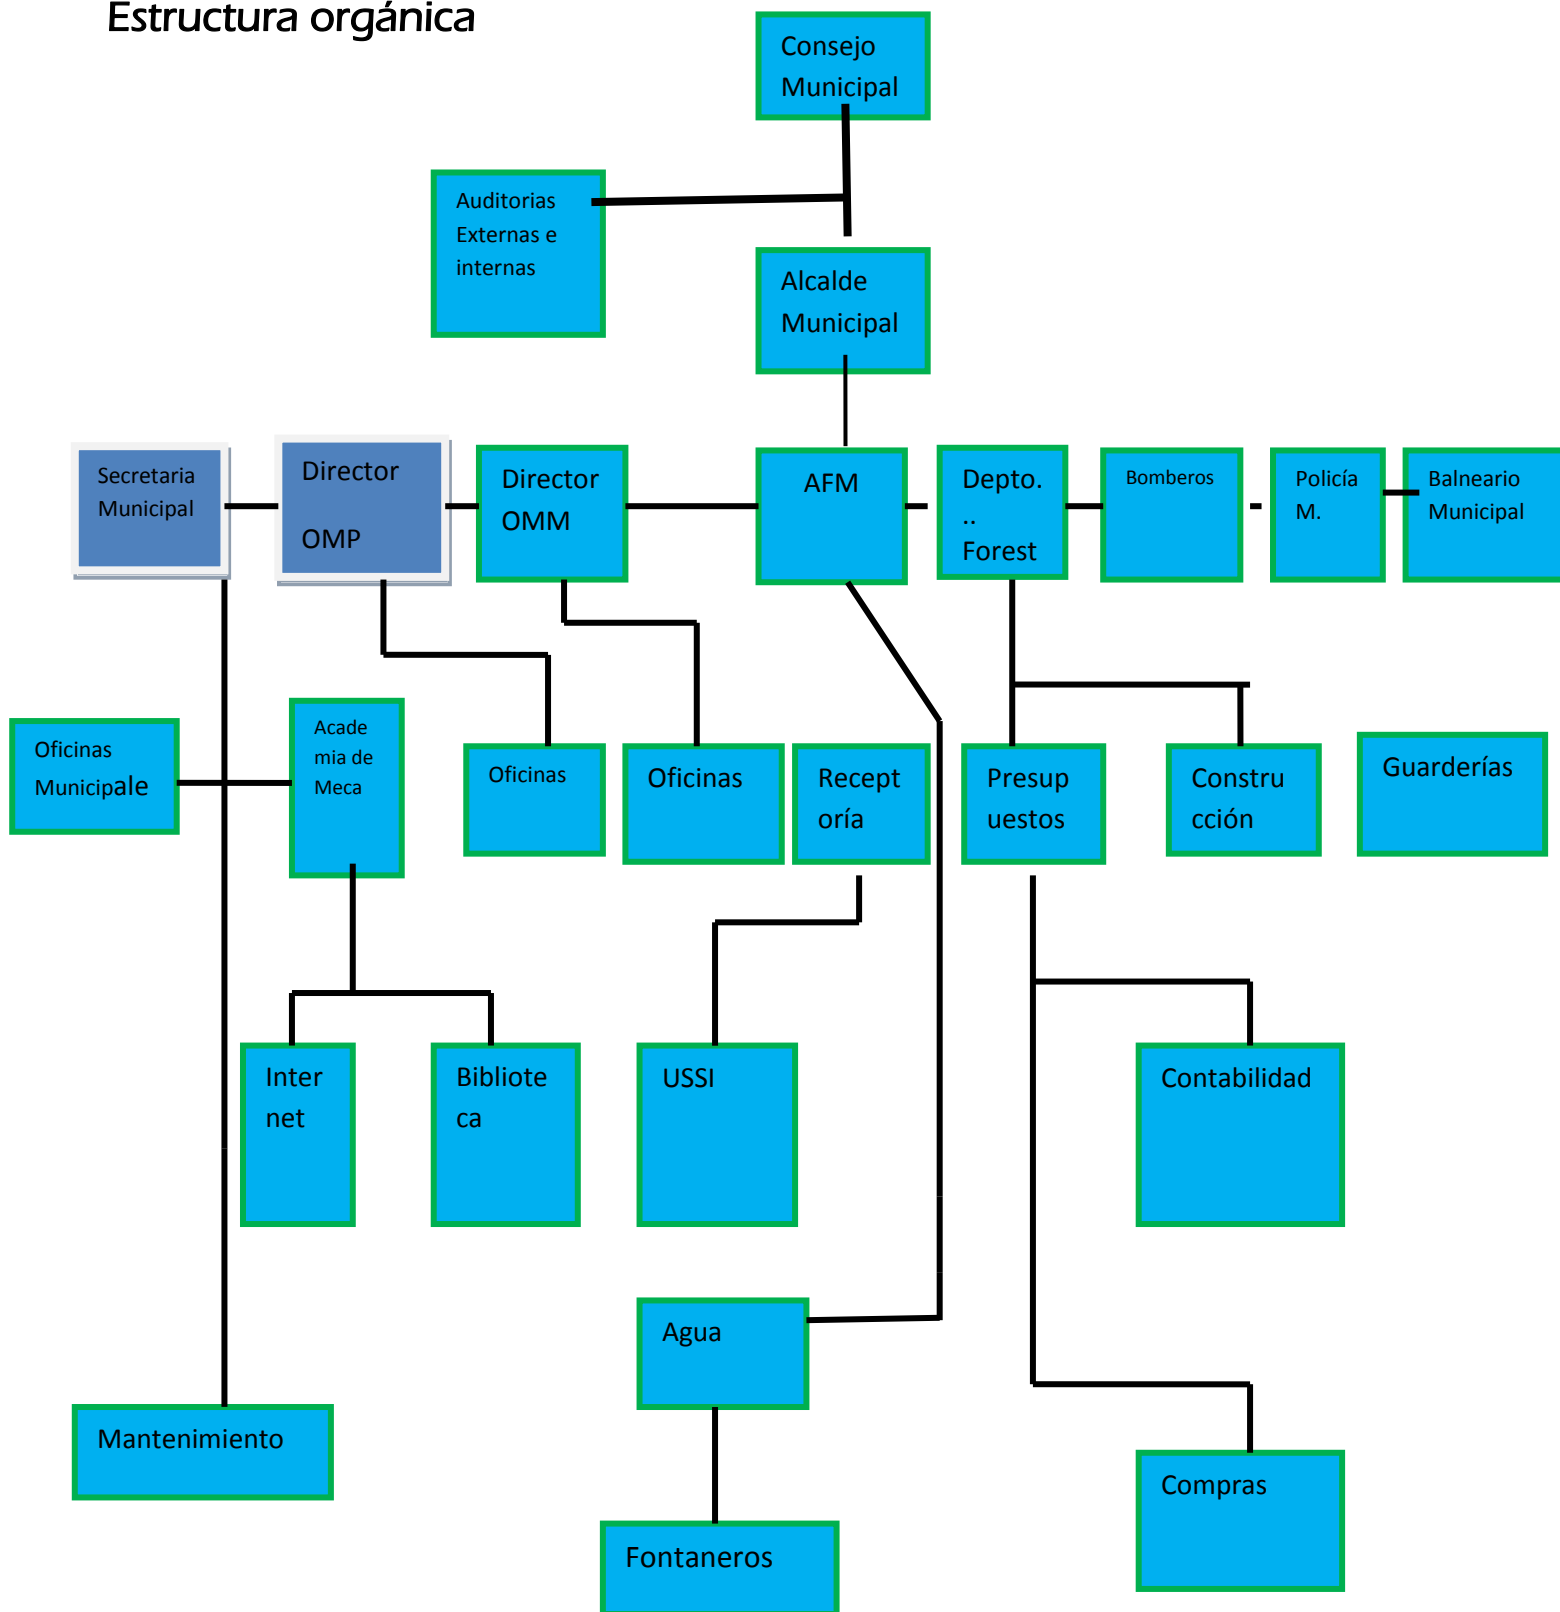 Estructura orgánica
Consejo
Municipal
Auditorias
Externas e
internas
Alcalde
Municipal
Secretaria
Municipal
Director
OMP
Director
OMM
AFM
Depto.
..
Forest
Bomberos
Policía
M.
Balneario
Municipal
Oficinas
Municipale
Acade
mia de
Meca
Oficinas
Oficinas
Recept
oría
Presup
uestos
Constru
cción
Guarderías
Inter
net
Bibliote
ca
USSI
Contabilidad
Agua
Mantenimiento
Compras
Fontaneros